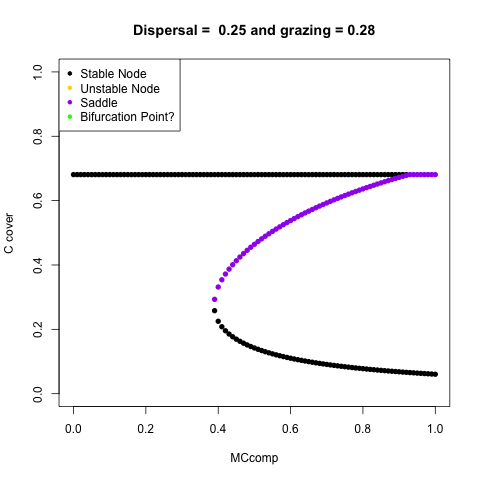 Dispersal =  0.25 and grazing = 0.28
Stable Node
Unstable Node
Saddle
Bifurcation Point?
1.0
0.8
0.6
0.4
0.2
0.0
C cover
0.0 0.2 0.4 0.6 0.8 1.0
MCcomp